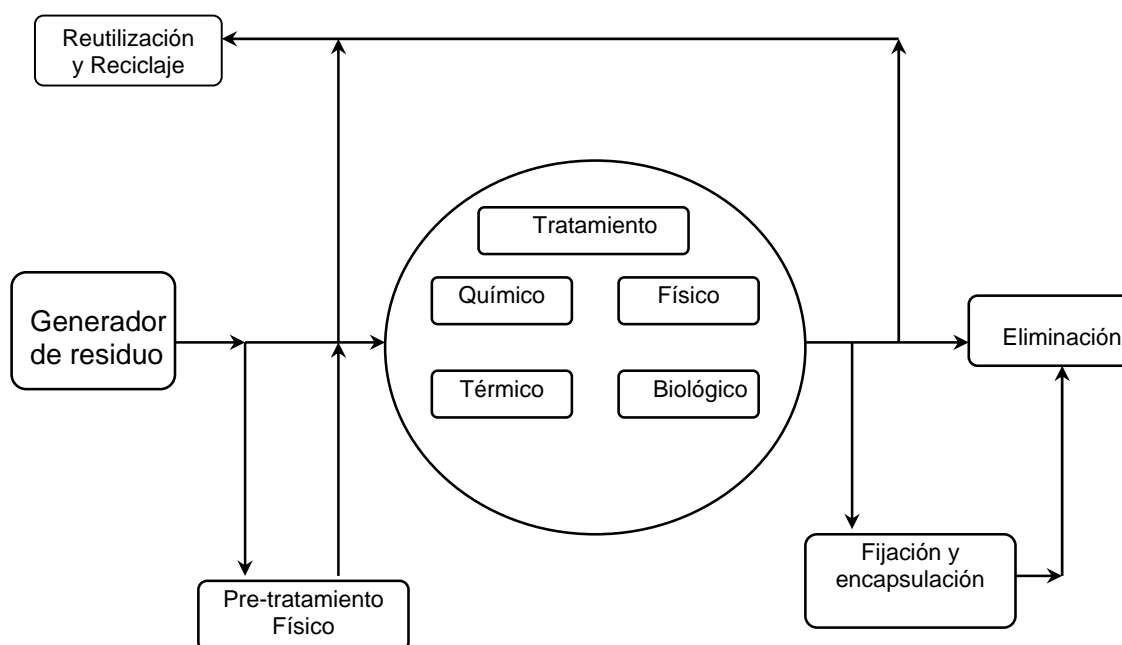 Reutilización
y Reciclaje
Tratamiento
Químico
Físico
Generador
de residuo
Eliminación
Térmico
Biológico
Fijación y
encapsulación
Pre-tratamiento
Físico